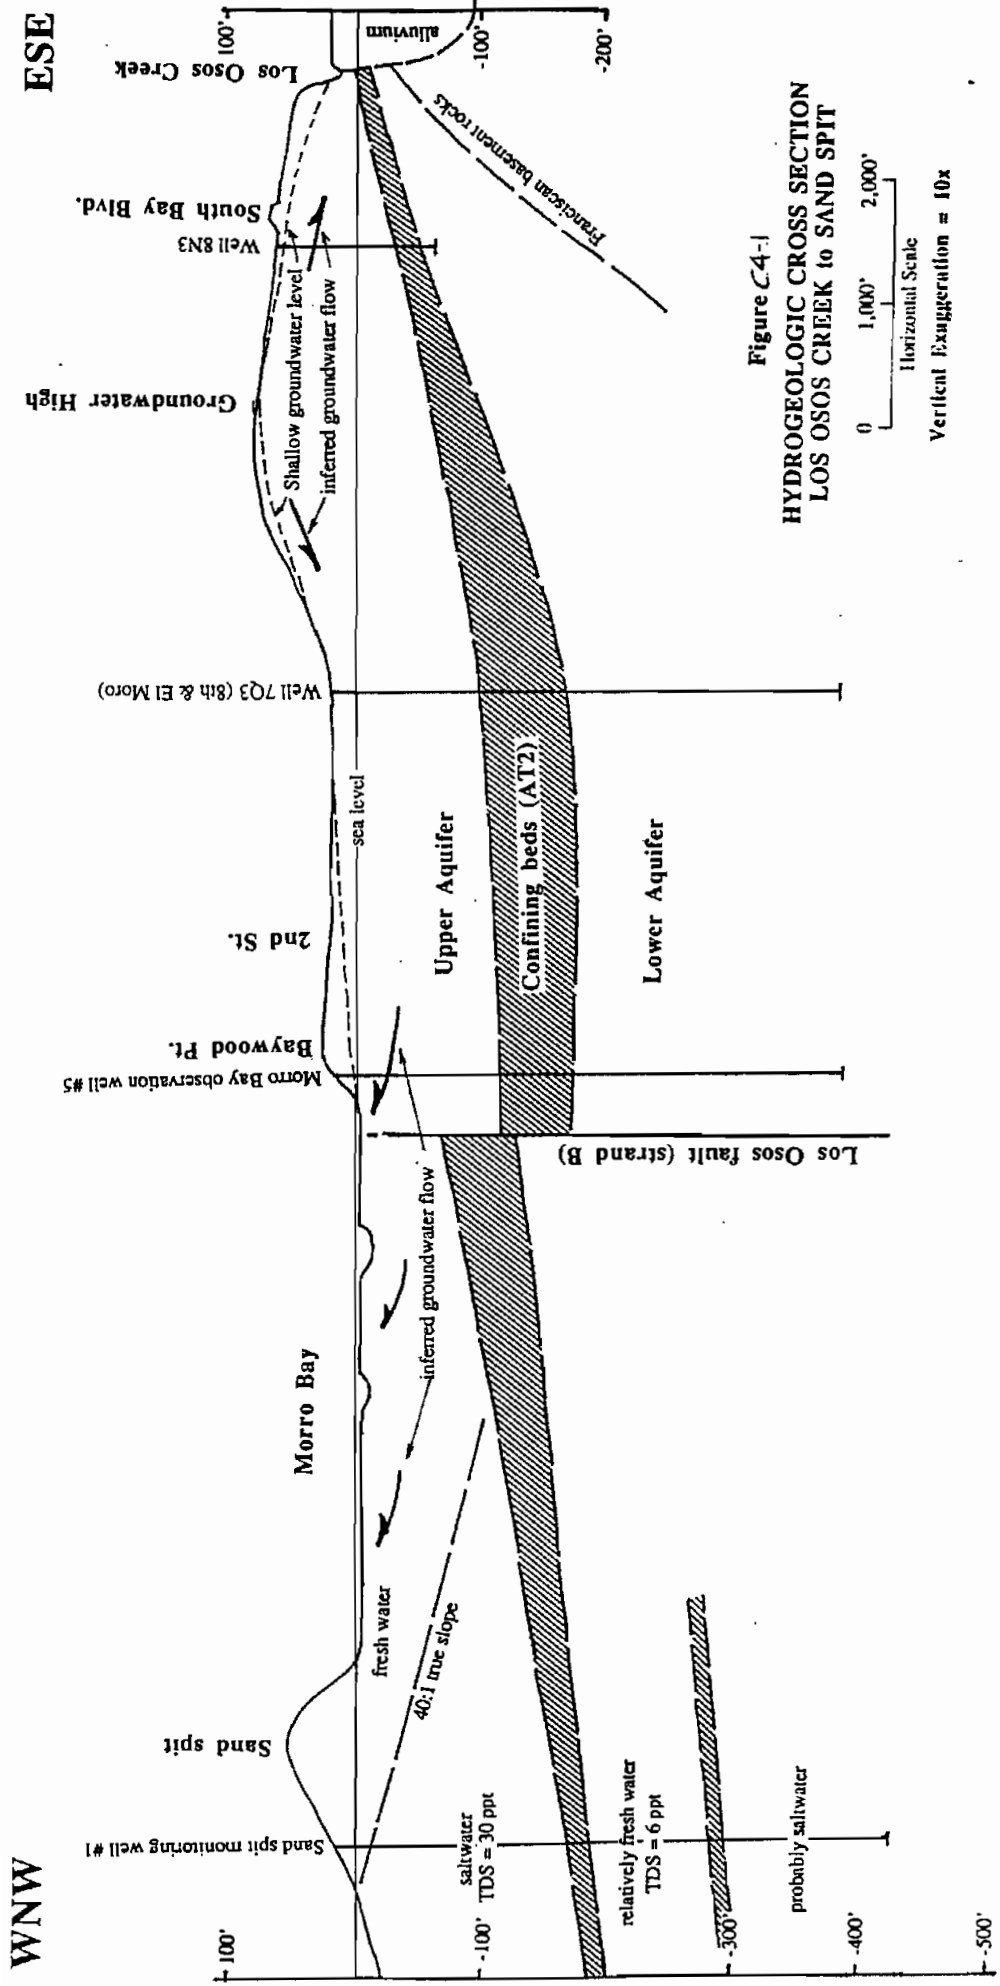 WNW
ESE
100'
-100'
-300'
-400'
-500'
100'
-100'
-200'
Sand spit monitoring well #1
Sand spit
Morro Bay
Morro Bay observation well #5
Baywood Pt.
2nd St.
Well 7Q3 (8th & El Moro)
Groundwater High
Well 8N3
South Bay Blvd.
Los Osos Creek
alluvium
Shallow groundwater level
inferred groundwater flow
sea level
fresh water
inferred groundwater flow
40:1 true slope
saltwater
TDS = 30 ppt
relatively fresh water
TDS = 6 ppt
probably saltwater
Los Osos fault (strand B)
Upper Aquifer
Confining beds (AT2)
Lower Aquifer
Franciscan basement rocks
Figure C4-1
HYDROGEOLOGIC CROSS SECTION
LOS OSOS CREEK to SAND SPIT
0 1,000' 2,000'
Horizontal Scale
Vertical Exaggeration = 10x